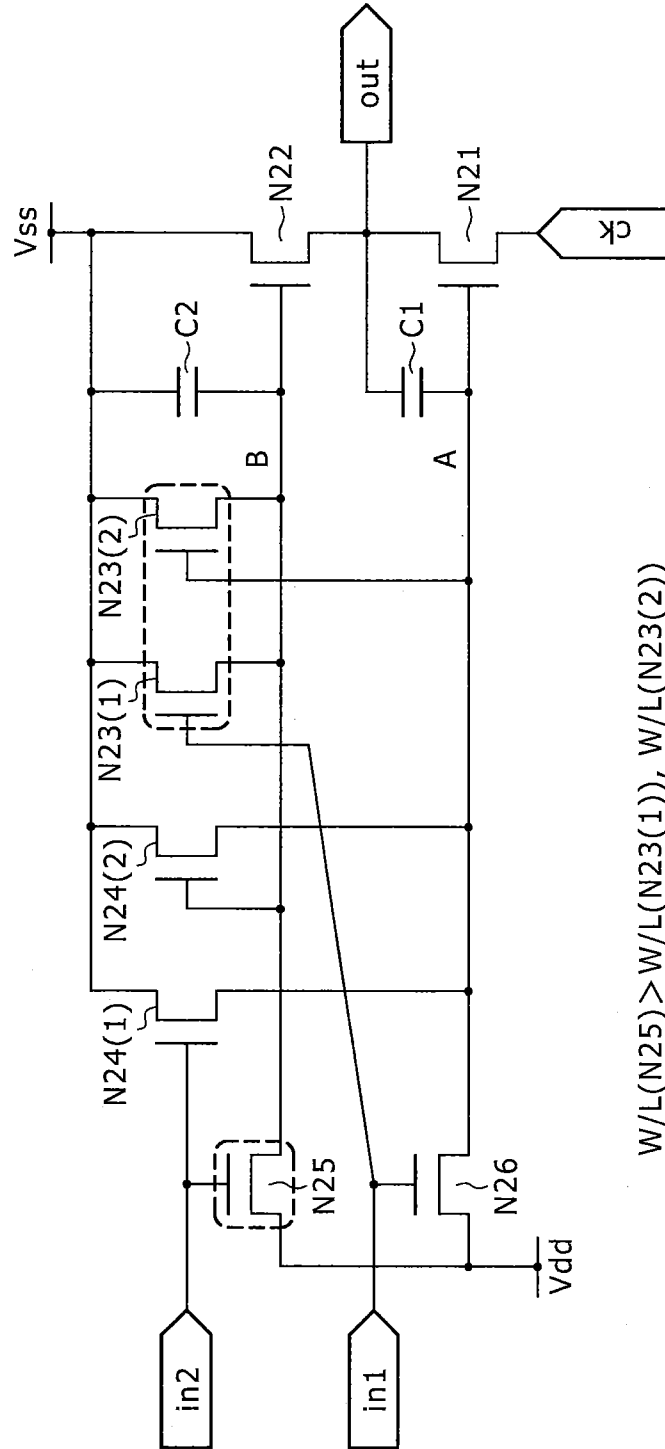 Vss
out
N22
N21
ck
C2
C1
B
A
N23(2)
N23(1)
N24(2)
N24(1)
N25
N26
in2
in1
Vdd
W/L(N25)>W/L(N23(1)), W/L(N23(2))